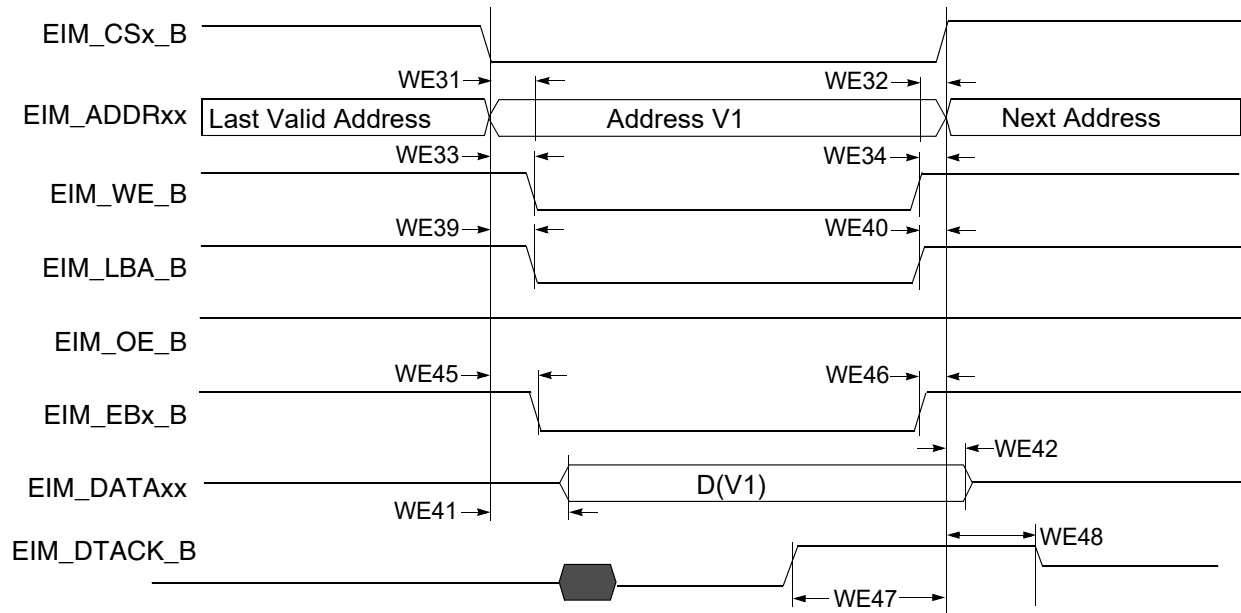 EIM_CSx_B
WE31
WE32
EIM_ADDRxx
Last Valid Address
Address V1
Next Address
WE33
WE34
EIM_WE_B
WE39
WE40
EIM_LBA_B
EIM_OE_B
WE45
WE46
EIM_EBx_B
WE42
EIM_DATAxx
D(V1)
WE41
EIM_DTACK_B
WE48
WE47